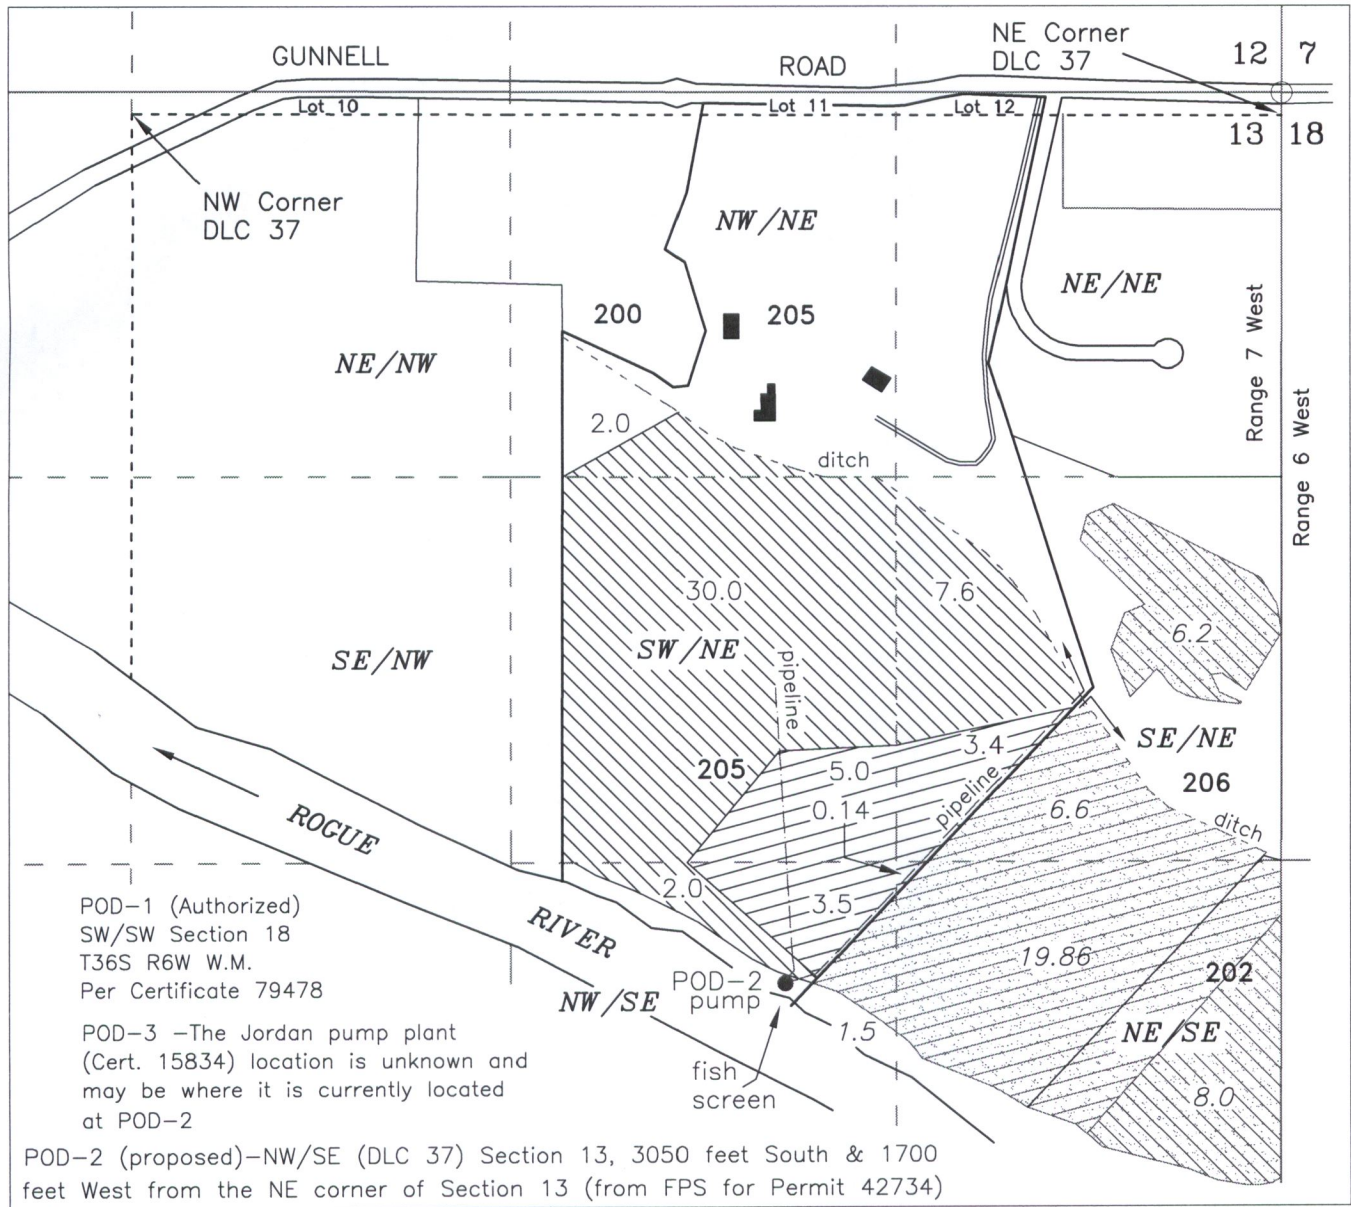 GUNNELL
ROAD
NE Corner
DLC 37
12 7
Lot 10
Lot 11
Lot 12
13 18
NW Corner
DLC 37
NW/NE
NE/NE
200
205
Range 7 West
Range 6 West
NE/NW
2.0
ditch
30.0
7.6
6.2
SW/NE
SE/NW
pipeline
3.4
SE/NE
205
5.0
206
pipeline
0.14
6.6
ditch
ROGUE
2.0
3.5
RIVER
POD-1 (Authorized)
SW/SW Section 18
T36S R6W W.M.
Per Certificate 79478
19.86
202
POD-2
pump
NW/SE
1.5
NE/SE
POD-3 -The Jordan pump plant
(Cert. 15834) location is unknown and
may be where it is currently located
at POD-2
fish
screen
8.0
POD-2 (proposed)-NW/SE (DLC 37) Section 13, 3050 feet South & 1700
feet West from the NE corner of Section 13 (from FPS for Permit 42734)